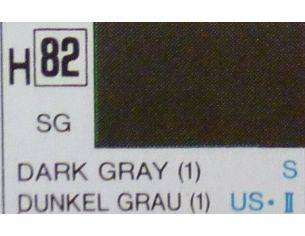 H 82
SG
DARK GRAY (1) S
DUNKEL GRAU (1) US • II